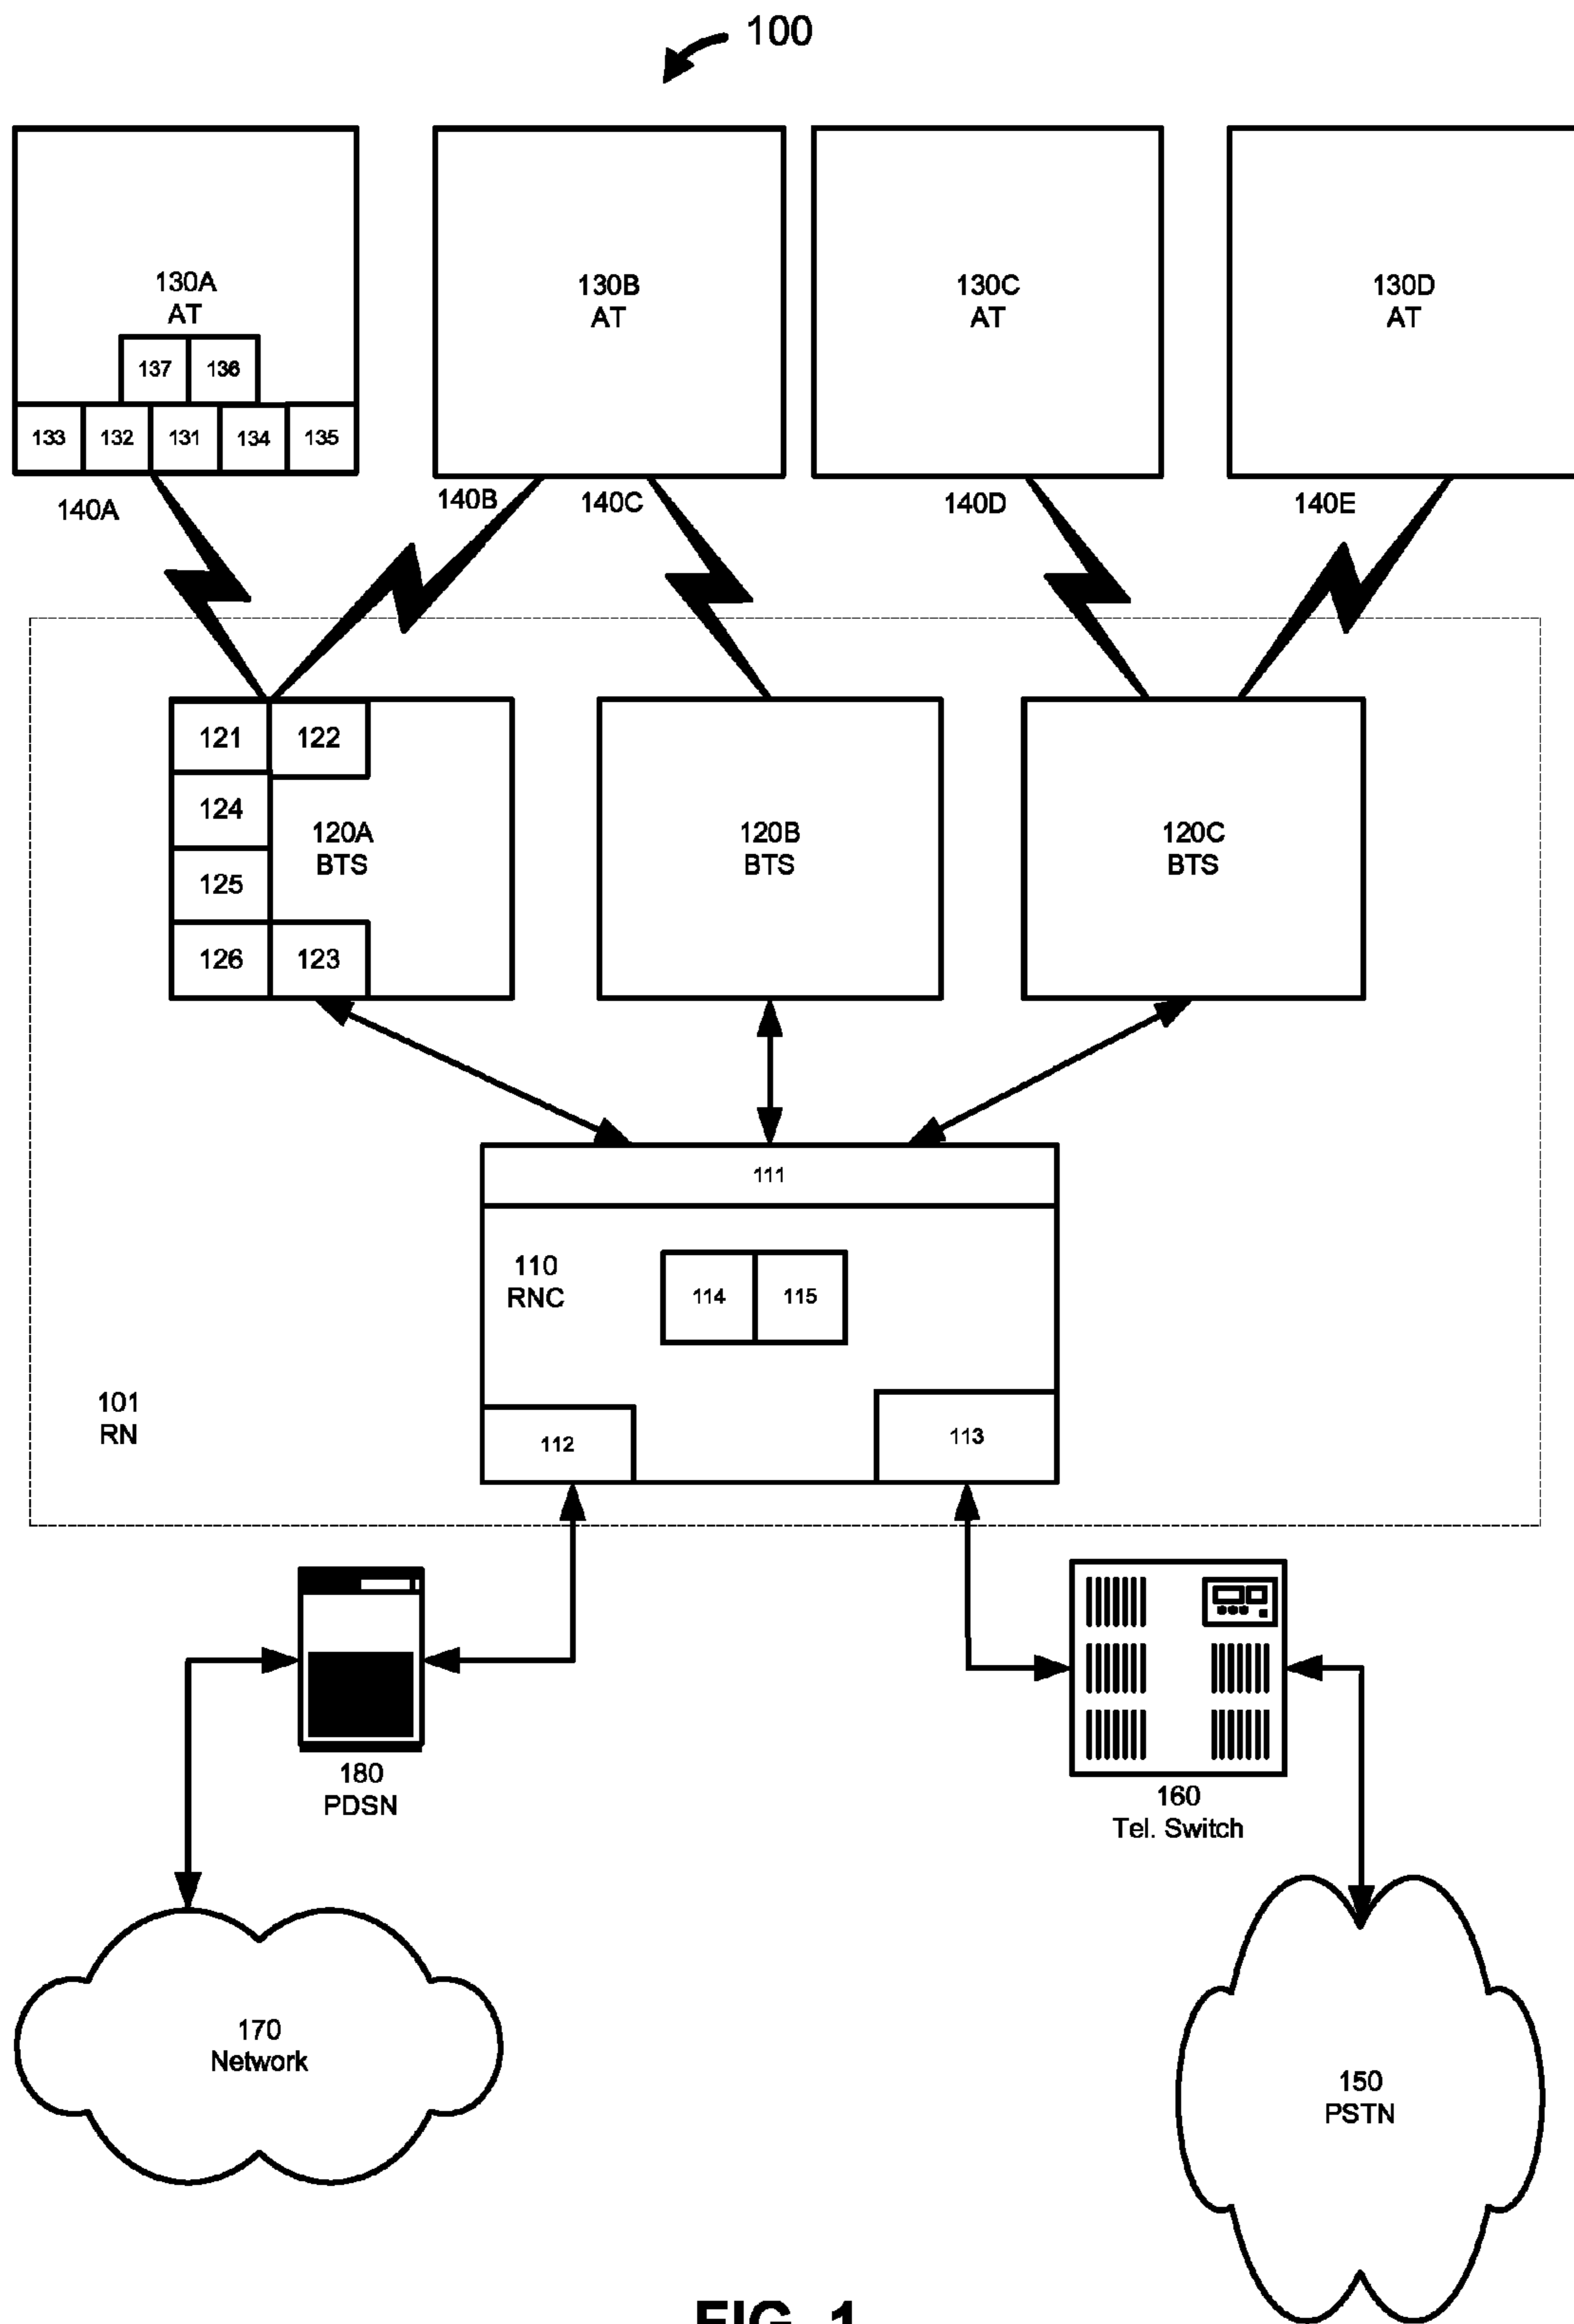 100
130A
AT
137 136
133 132 131 134 135
130B
AT
130C
AT
130D
AT
140A
140B
140C
140D
140E
121 122
124
125
126 123
120A
BTS
120B
BTS
120C
BTS
111
110
RNC
114 115
112
113
101
RN
180
PDSN
160
Tel. Switch
170
Network
150
PSTN
FIG. 1